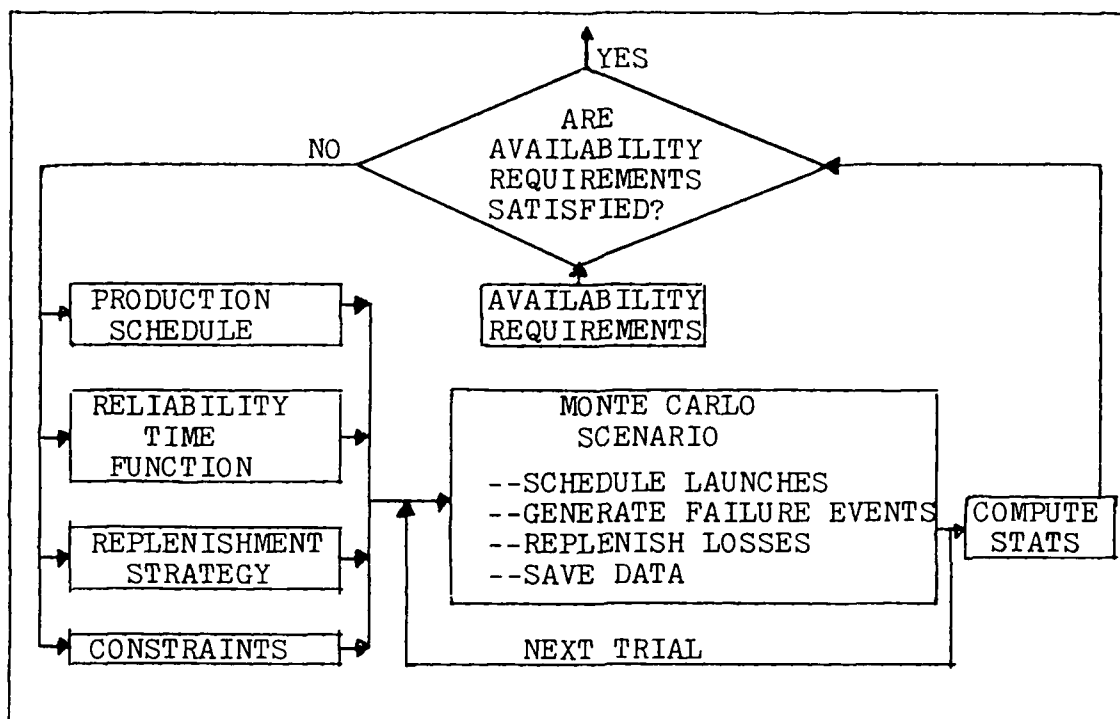 YES
ARE
AVAILABILITY
REQUIREMENTS
SATISFIED?
NO
PRODUCTION
SCHEDULE
AVAILABILITY
REQUIREMENTS
RELIABILITY
TIME
FUNCTION
REPLENISHMENT
STRATEGY
CONSTRAINTS
MONTE CARLO
SCENARIO
--SCHEDULE LAUNCHES
--GENERATE FAILURE EVENTS
--REPLENISH LOSSES
--SAVE DATA
COMPUTE
STATS
NEXT TRIAL